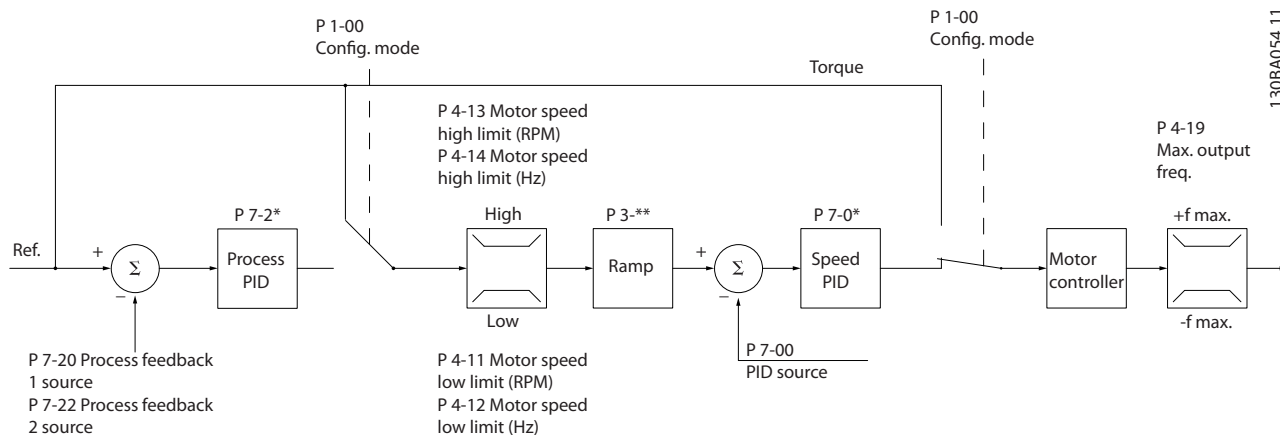 P 1-00
Config. mode
P 1-00
Config. mode
130BA054.11
Torque
P 4-13 Motor speed
high limit (RPM)
P 4-14 Motor speed
high limit (Hz)
P 4-19
Max. output
freq.
P 7-2*
High
P 3-**
P 7-0*
+f max.
Ref.
+
Σ
–
Process
PID
Ramp
+
Σ
–
Speed
PID
Motor
controller
Low
-f max.
P 7-20 Process feedback
1 source
P 7-22 Process feedback
2 source
P 4-11 Motor speed
low limit (RPM)
P 4-12 Motor speed
low limit (Hz)
P 7-00
PID source